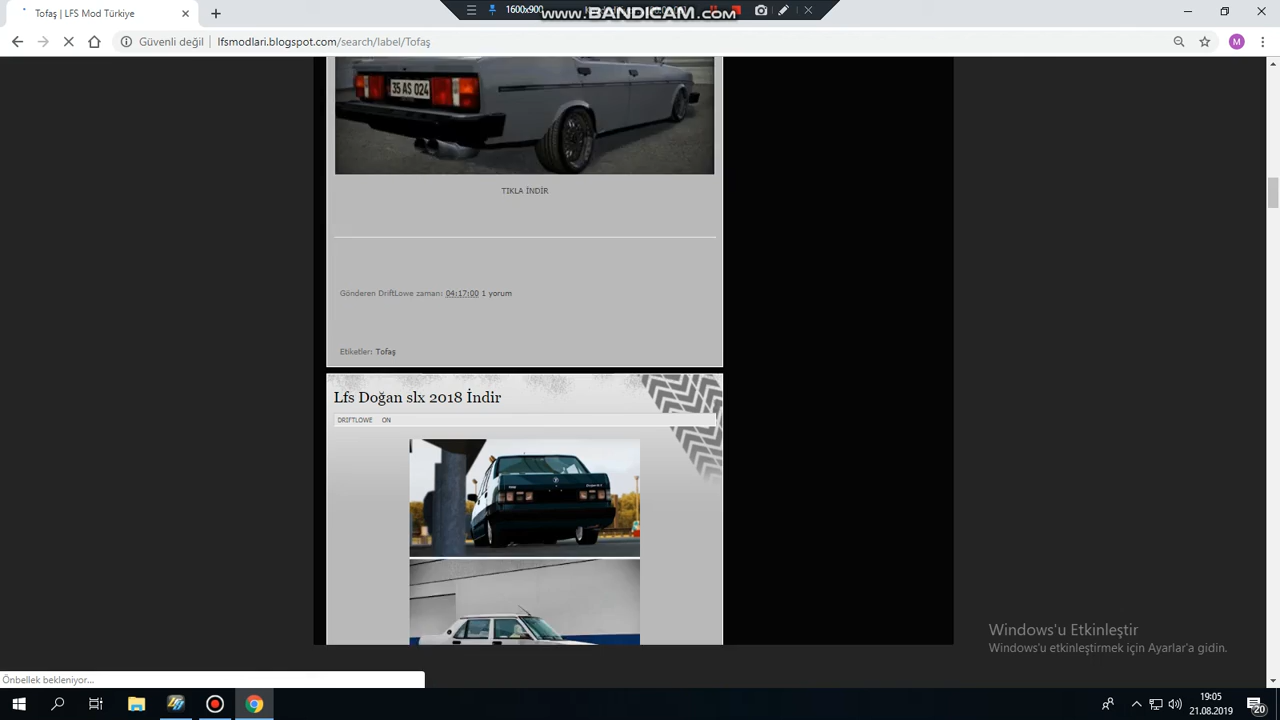 Tofaş | LFS Mod Türkiye
1600x900
www.BANDICAM.com
Güvenli değil
lfsmodlari.blogspot.com/search/label/Tofaş
M
35 AS 024
TIKLA İNDİR
Gönderen DriftLowe zaman: 04:17:00 1 yorum
Etiketler: Tofaş
Lfs Doğan slx 2018 İndir
DRIFTLOWE ON
Windows'u Etkinleştir
Windows'u etkinleştirmek için Ayarlar'a gidin.
Önbellek bekleniyor...
19:05
21.08.2019
20